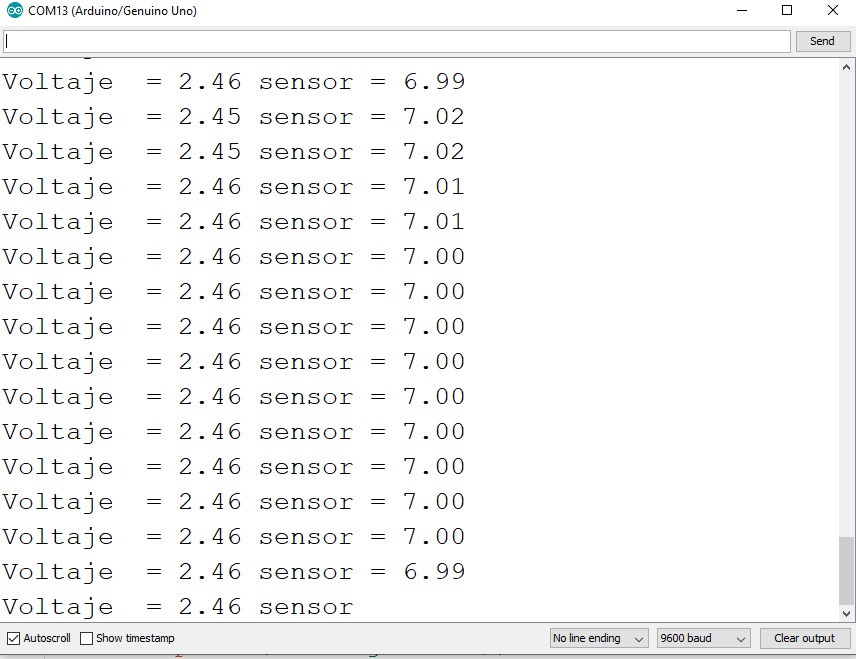 COM13 (Arduino/Genuino Uno)
Send
Voltaje  = 2.46 sensor = 6.99
Voltaje  = 2.45 sensor = 7.02
Voltaje  = 2.45 sensor = 7.02
Voltaje  = 2.46 sensor = 7.01
Voltaje  = 2.46 sensor = 7.01
Voltaje  = 2.46 sensor = 7.00
Voltaje  = 2.46 sensor = 7.00
Voltaje  = 2.46 sensor = 7.00
Voltaje  = 2.46 sensor = 7.00
Voltaje  = 2.46 sensor = 7.00
Voltaje  = 2.46 sensor = 7.00
Voltaje  = 2.46 sensor = 7.00
Voltaje  = 2.46 sensor = 7.00
Voltaje  = 2.46 sensor = 7.00
Voltaje  = 2.46 sensor = 6.99
Voltaje  = 2.46 sensor
Autoscroll Show timestamp No line ending 9600 baud Clear output